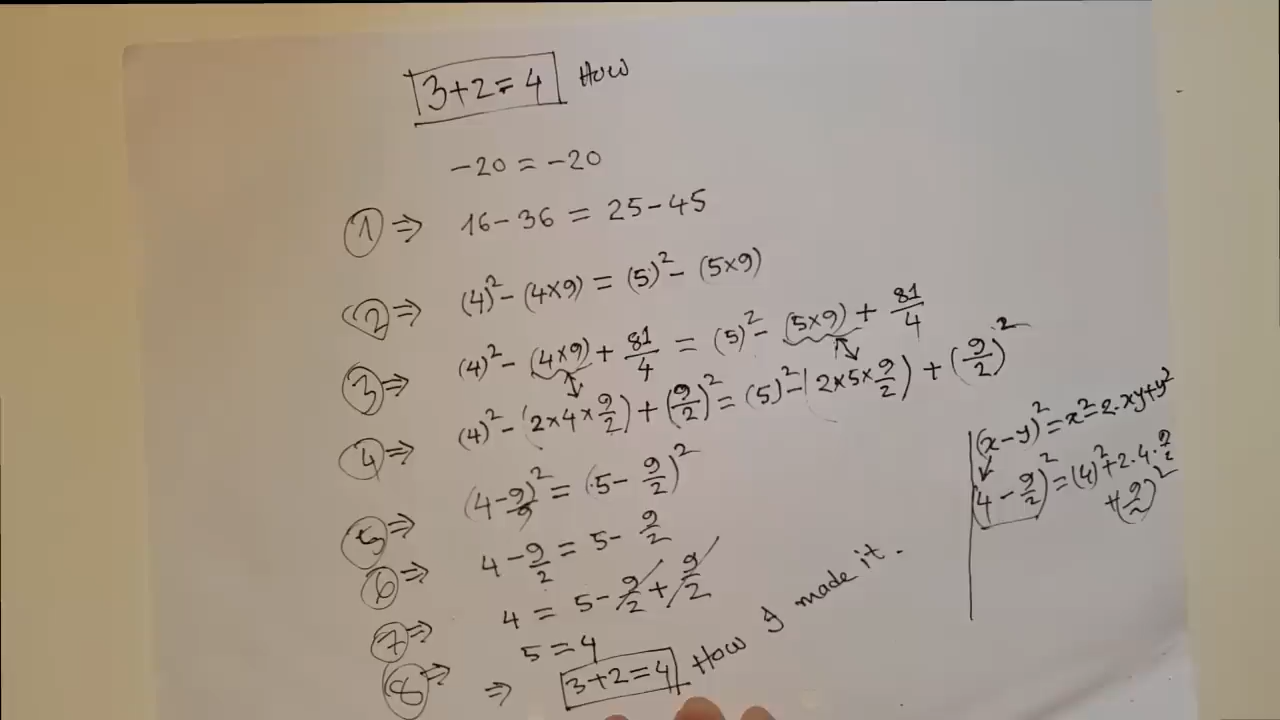 3+2=4 How
-20 = -20
① ⇒ 16-36 = 25-45
② ⇒ (4)² - (4×9) = (5)² - (5×9)
③ ⇒ (4)² - (4×9) + 81/4 = (5)² - (5×9) + 81/4
④ ⇒ (4)² - (2×4×9/2) + (9/2)² = (5)² - (2×5×9/2) + (9/2)²
⑤ ⇒ (4-9/9)² = (5-9/2)²
⑥ ⇒ 4-9/2 = 5-9/2
⑦ ⇒ 4 = 5-9/2+9/2
⑧ ⇒ 5=4
⇒ 3+2=4 How I made it.
(x-y)² = x²-2.xy+y²
(4-9/2)² = (4)²+2.4.9/2
+(9/2)²